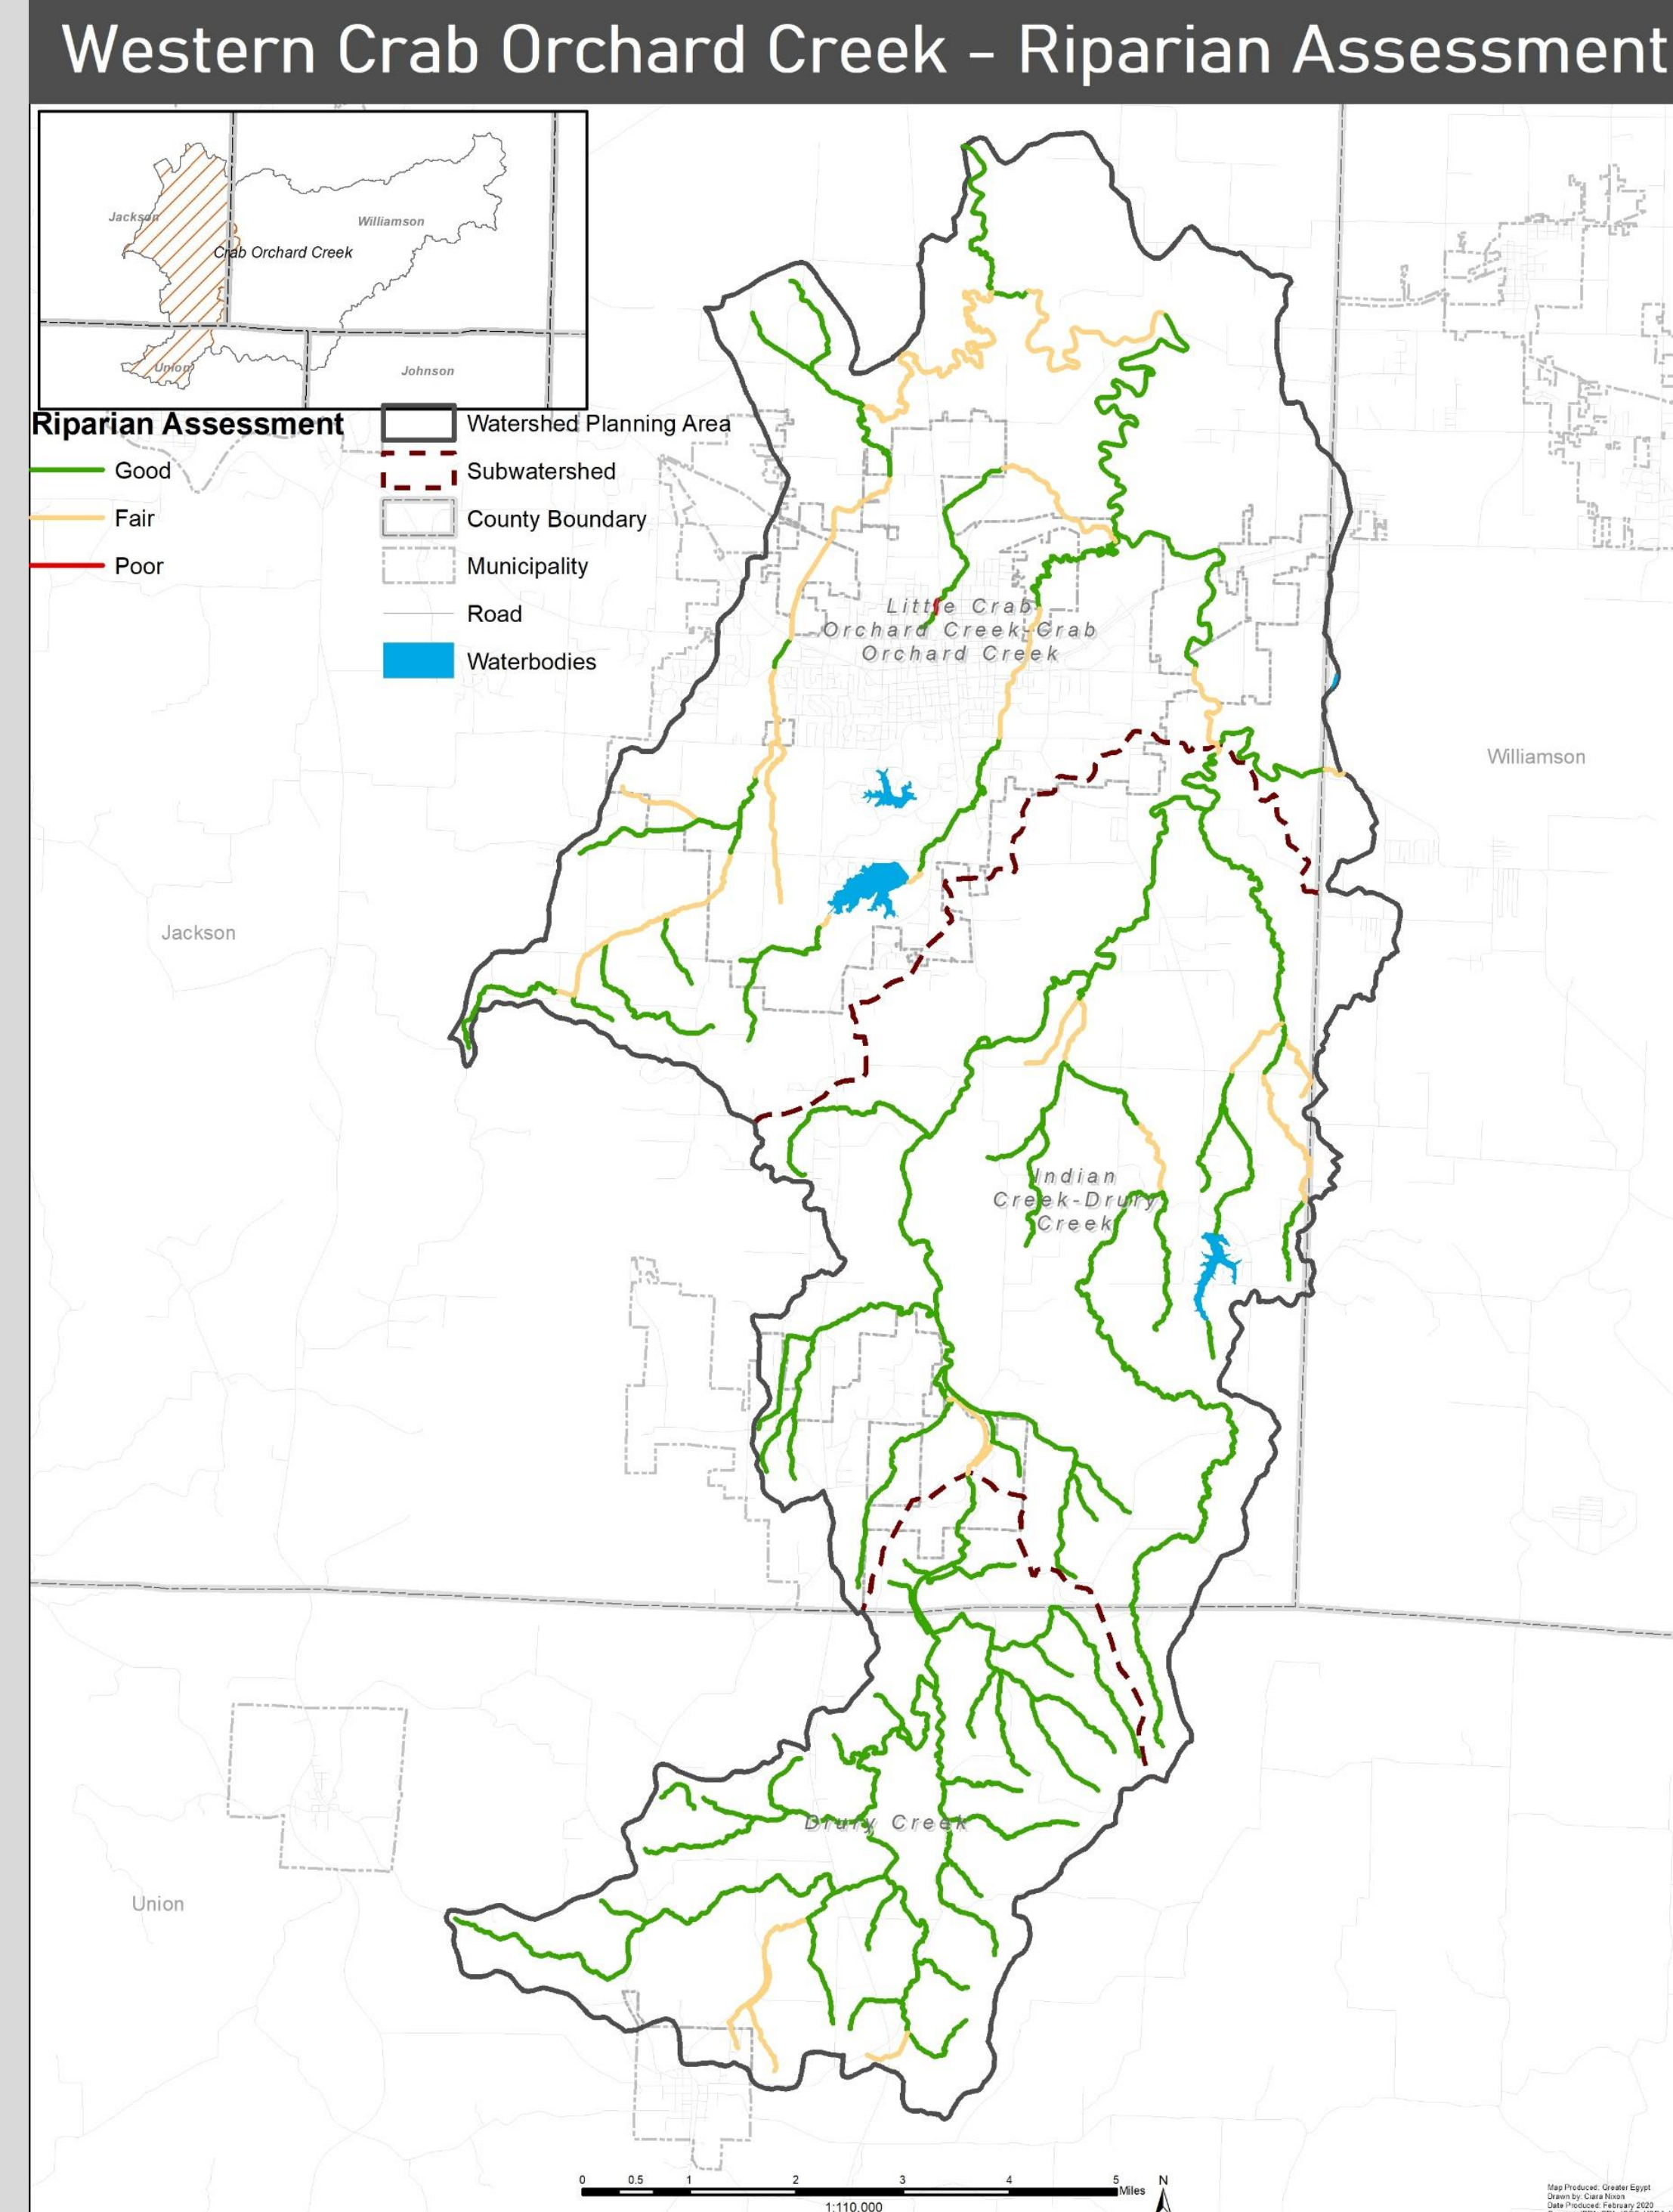 Western Crab Orchard Creek - Riparian Assessment
Jackson
Williamson
Crab Orchard Creek
Union
Johnson
Riparian Assessment
Good
Fair
Poor
Watershed Planning Area
Subwatershed
County Boundary
Municipality
Road
Waterbodies
Little Crab
Orchard Creek-Crab
Orchard Creek
Williamson
Jackson
Indian
Creek-Drury
Creek
Drury Creek
Union
0 0.5 1 2 3 4 5
Miles
N
1:110,000
Map Produced: Greater Egypt
Drawn by: Ciara Nixon
Date Produced: February 2020